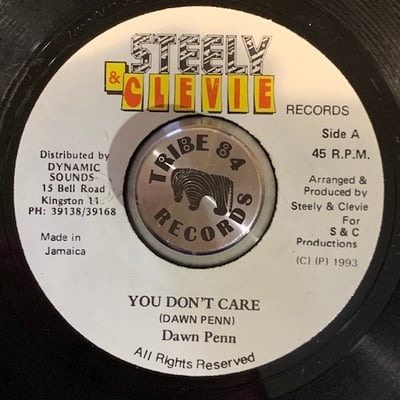 STEELY
& CLEVIE
RECORDS
Side A
45 R.P.M.
Distributed by
DYNAMIC
SOUNDS
15 Bell Road
Kingston 11.
PH: 39138/39168
Made in
Jamaica
TRIBE 84
RECORDS
Arranged &
Produced by
Steely & Clevie
For
S & C
Productions
(C) (P) 1993
YOU DON'T CARE
(DAWN PENN)
Dawn Penn
All Rights Reserved